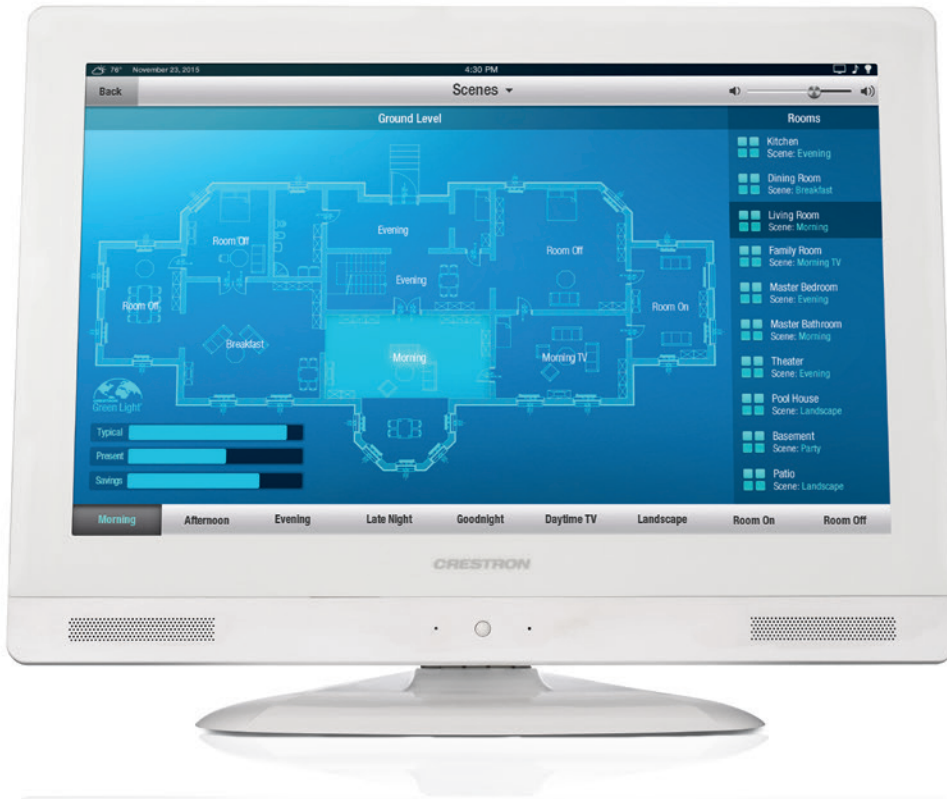 76° November 23, 2015 4:30 PM
Back Scenes
Ground Level Rooms
Kitchen
Scene: Evening
Dining Room
Scene: Breakfast
Living Room
Scene: Morning
Family Room
Scene: Morning TV
Master Bedroom
Scene: Evening
Master Bathroom
Scene: Morning
Theater
Scene: Evening
Pool House
Scene: Landscape
Basement
Scene: Party
Patio
Scene: Landscape
Evening
Room Off
Room Off
Evening
Room Off
Room On
Breakfast
Morning
Morning TV
Green Light
Typical
Present
Savings
Morning Afternoon Evening Late Night Goodnight Daytime TV Landscape Room On Room Off
CRESTRON